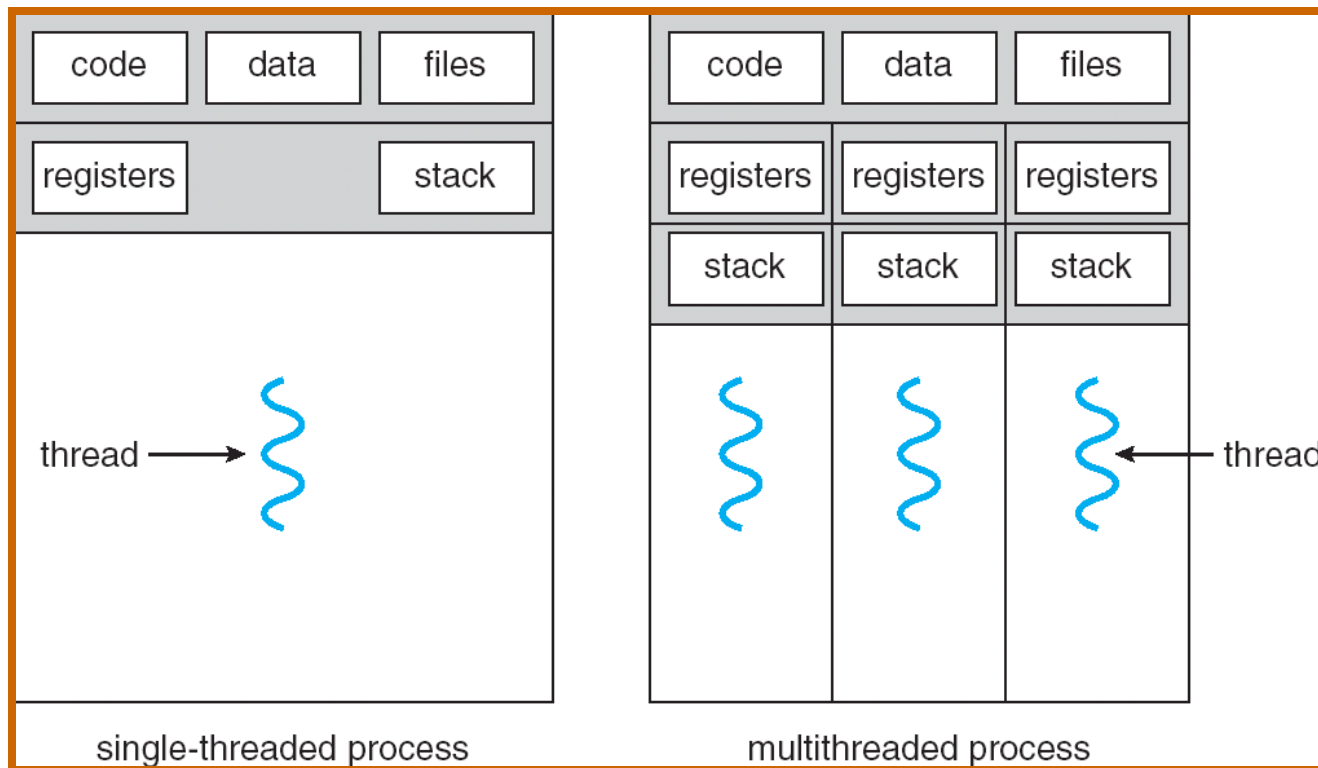 code data files
registers stack
thread
single-threaded process
code data files
registers registers registers
stack stack stack
thread
multithreaded process